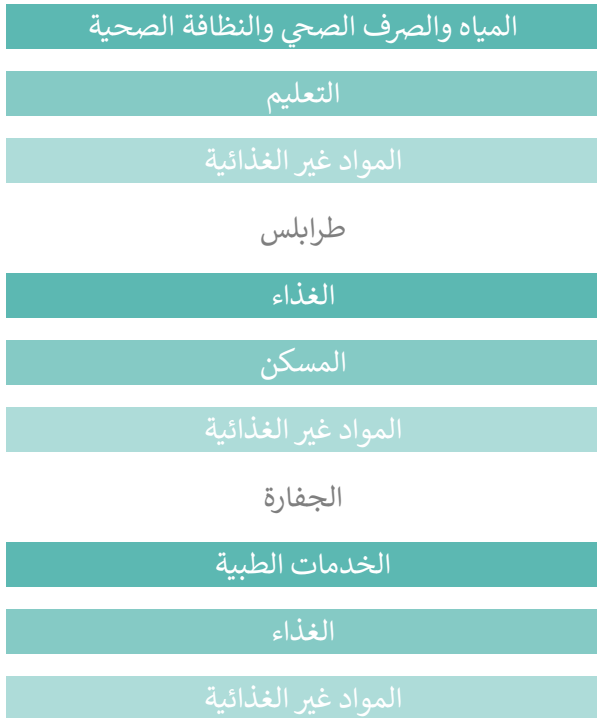 المياه والصرف الصحي والنظافة الصحية
التعليم
المواد غير الغذائية
طرابلس
الغذاء
المسكن
المواد غير الغذائية
الجفارة
الخدمات الطبية
الغذاء
المواد غير الغذائية